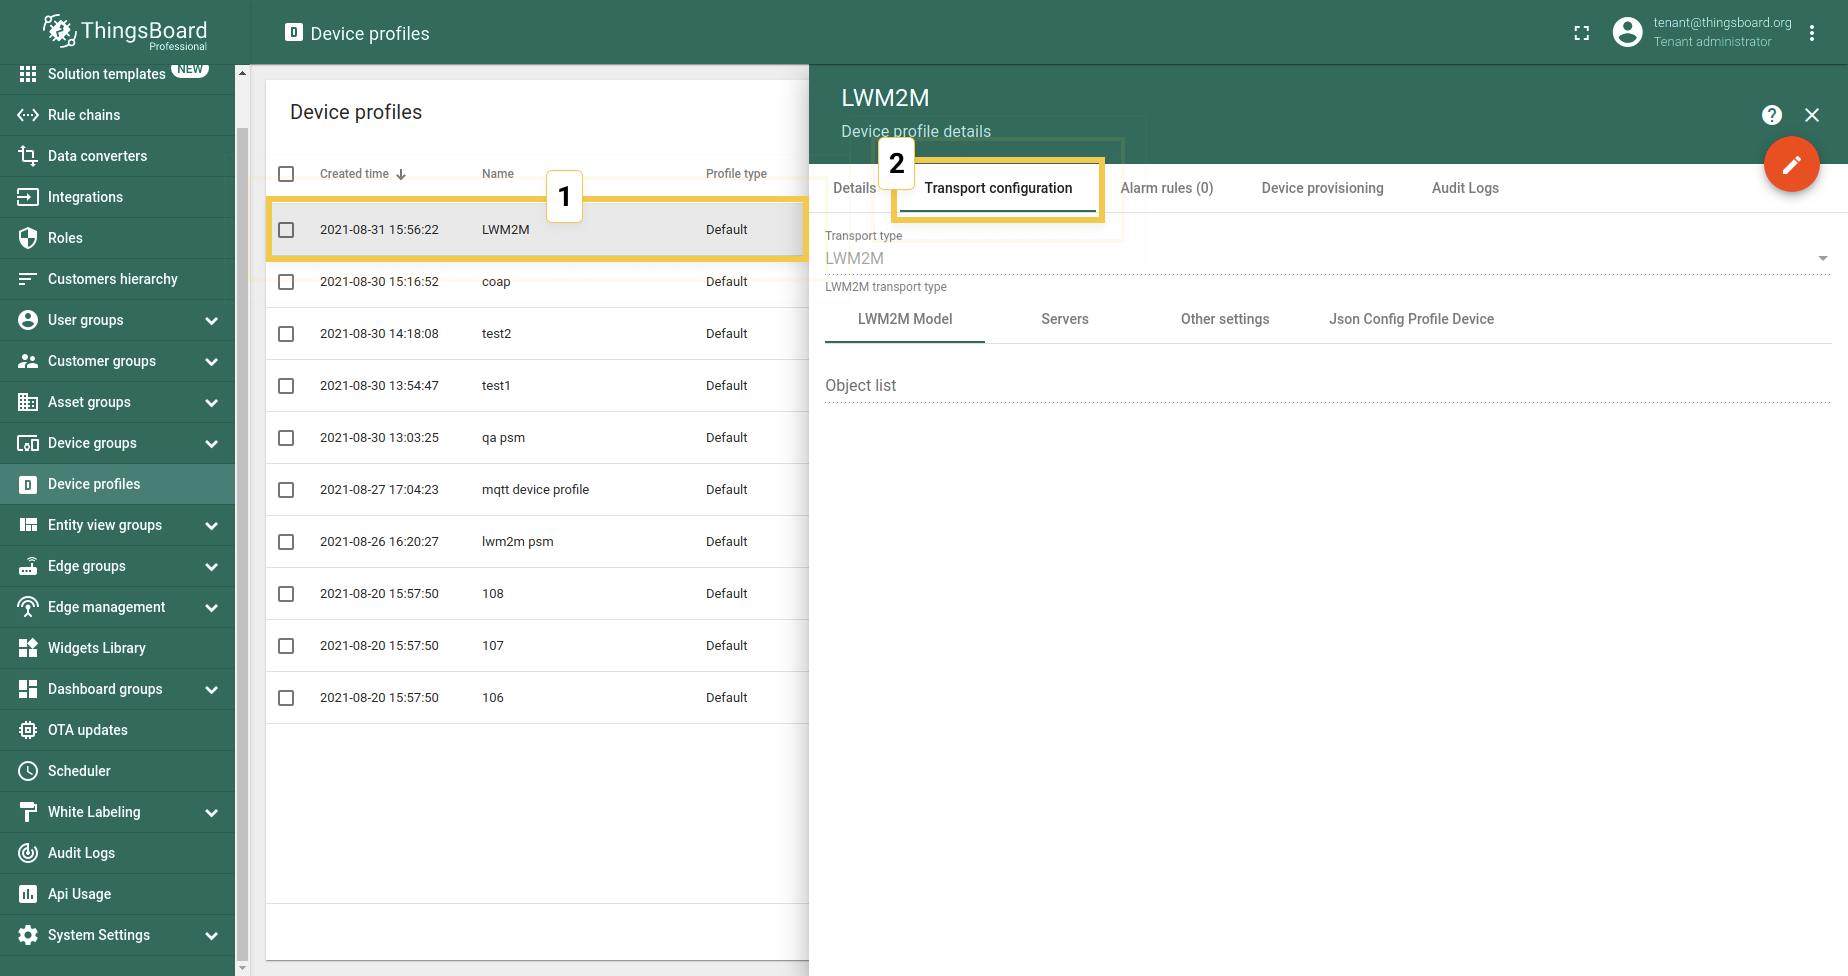 ThingsBoard
Professional
Device profiles
tenant@thingsboard.org
Tenant administrator
Solution templates NEW
Rule chains
Data converters
Integrations
Roles
Customers hierarchy
User groups
Customer groups
Asset groups
Device groups
Device profiles
Entity view groups
Edge groups
Edge management
Widgets Library
Dashboard groups
OTA updates
Scheduler
White Labeling
Audit Logs
Api Usage
System Settings
Device profiles
Created time Name Profile type
1
2021-08-31 15:56:22 LWM2M Default
2021-08-30 15:16:52 coap Default
2021-08-30 14:18:08 test2 Default
2021-08-30 13:54:47 test1 Default
2021-08-30 13:03:25 qa psm Default
2021-08-27 17:04:23 mqtt device profile Default
2021-08-26 16:20:27 lwm2m psm Default
2021-08-20 15:57:50 108 Default
2021-08-20 15:57:50 107 Default
2021-08-20 15:57:50 106 Default
LWM2M
Device profile details
2
Details Transport configuration Alarm rules (0) Device provisioning Audit Logs
Transport type
LWM2M
LWM2M transport type
LWM2M Model Servers Other settings Json Config Profile Device
Object list